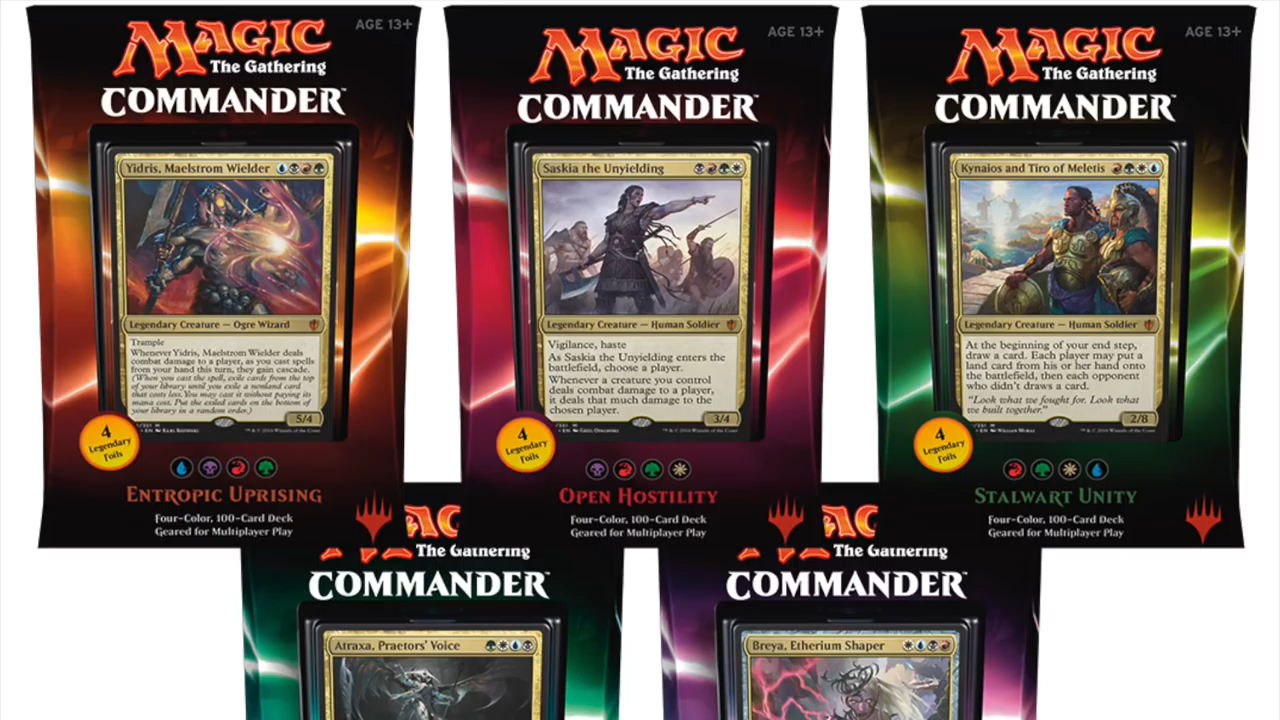 AGE 13+
MAGIC
The Gathering
COMMANDER™
Yidris, Maelstrom Wielder
Legendary Creature — Ogre Wizard
Trample
Whenever Yidris, Maelstrom Wielder deals
combat damage to a player, as you cast spells
from your hand this turn, they gain cascade.
(When you cast the spell, exile cards from the top
of your library until you exile a nonland card
that costs less. You may cast it without paying its
mana cost. Put the exiled cards on the bottom of
your library in a random order.)
5/4
4
Legendary
Foils
ENTROPIC UPRISING
Four-Color, 100-Card Deck
Geared for Multiplayer Play
AGE 13+
MAGIC
The Gathering
COMMANDER™
Saskia the Unyielding
Legendary Creature — Human Soldier
Vigilance, haste
As Saskia the Unyielding enters the
battlefield, choose a player.
Whenever a creature you control
deals combat damage to a player,
it deals that much damage to the
chosen player.
3/4
4
Legendary
Foils
OPEN HOSTILITY
Four-Color, 100-Card Deck
Geared for Multiplayer Play
AGE 13+
MAGIC
The Gathering
COMMANDER™
Kynaios and Tiro of Meletis
Legendary Creature — Human Soldier
At the beginning of your end step,
draw a card. Each player may put a
land card from his or her hand onto
the battlefield, then each opponent
who didn't draws a card.
"Look what we fought for. Look what
we built together."
2/8
4
Legendary
Foils
STALWART UNITY
Four-Color, 100-Card Deck
Geared for Multiplayer Play
The Gathering
COMMANDER™
Atraxa, Praetors' Voice
The Gathering
COMMANDER™
Breya, Etherium Shaper